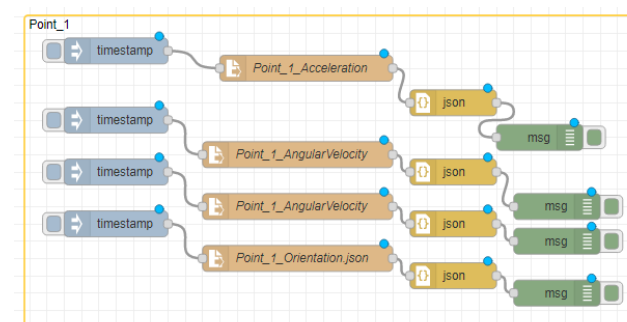 Point_1
timestamp
Point_1_Acceleration
json
msg
timestamp
Point_1_AngularVelocity
json
msg
timestamp
Point_1_AngularVelocity
json
msg
timestamp
Point_1_Orientation.json
json
msg